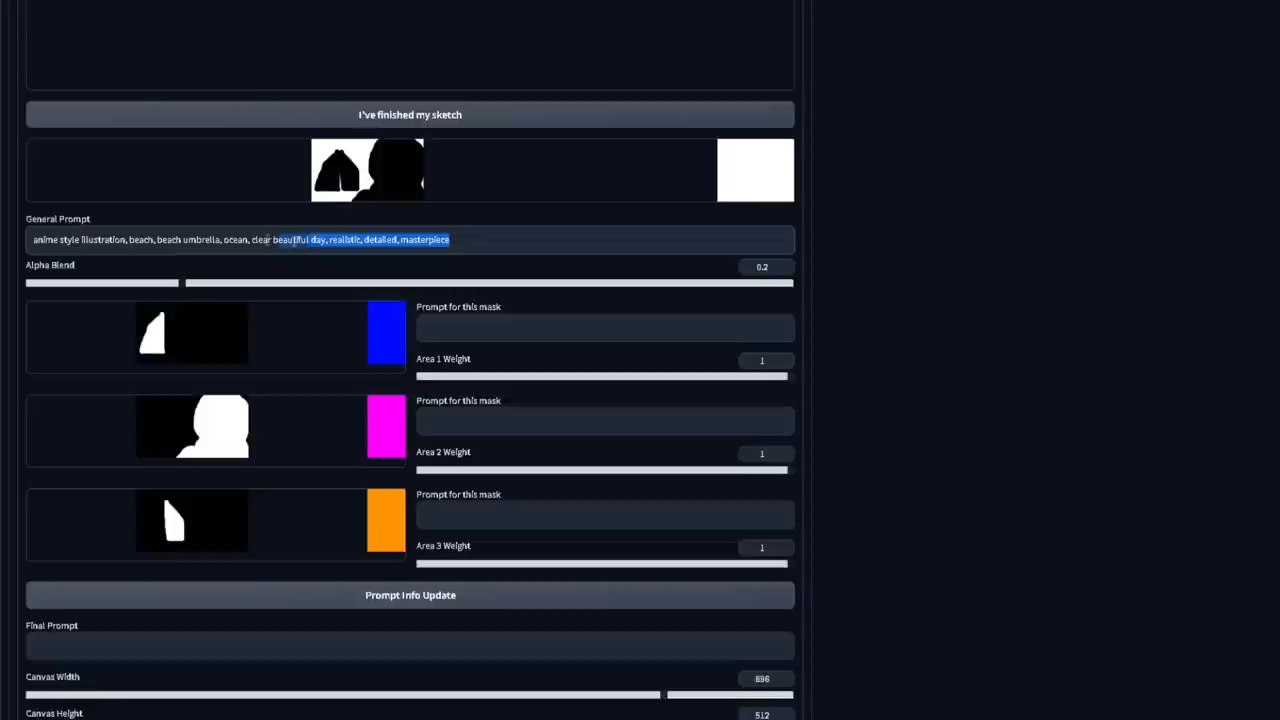 I've finished my sketch
General Prompt
anime style illustration, beach, beach umbrella, ocean, clear beautiful day, realistic, detailed, masterpiece
Alpha Blend
0.2
Prompt for this mask
Area 1 Weight
1
Prompt for this mask
Area 2 Weight
1
Prompt for this mask
Area 3 Weight
1
Prompt Info Update
Final Prompt
Canvas Width
896
Canvas Height
512